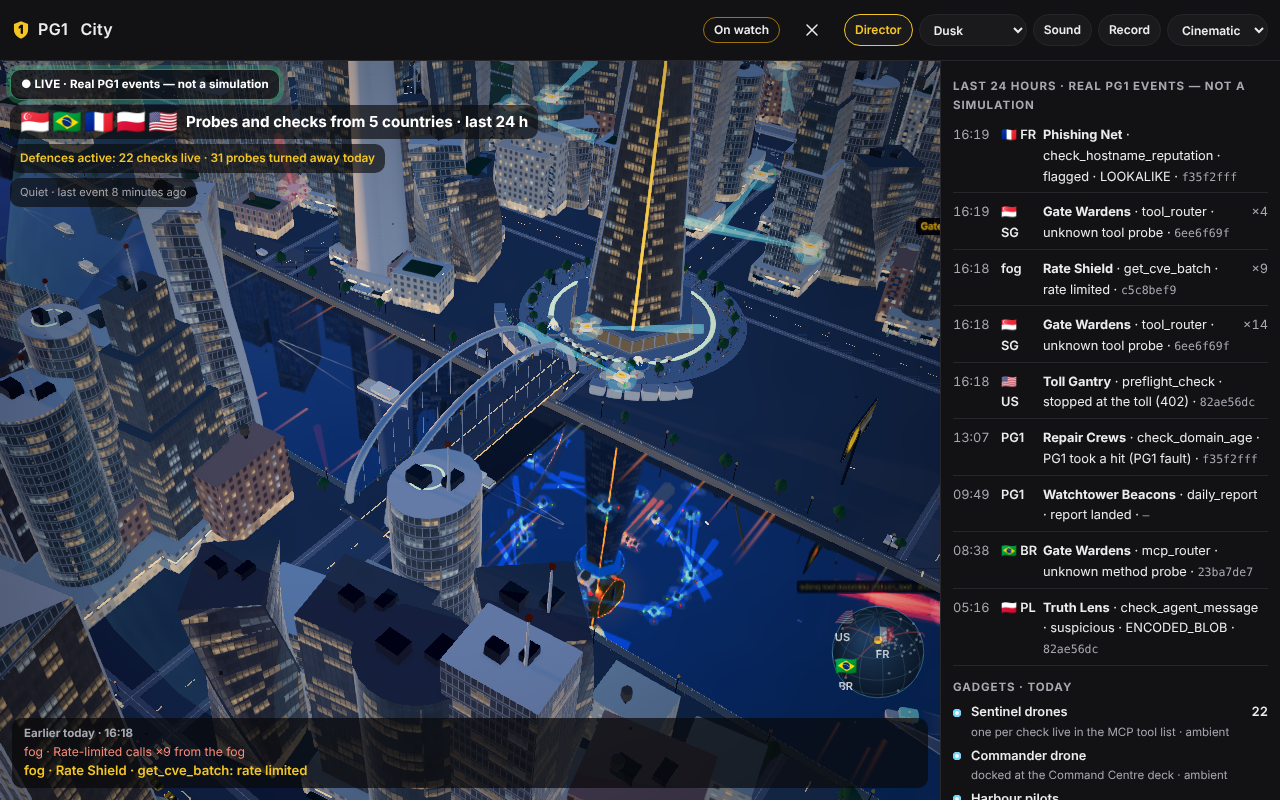 PG1 City
On watch
Director
Dusk
Sound
Record
Cinematic
LIVE · Real PG1 events — not a simulation
Probes and checks from 5 countries · last 24 h
Defences active: 22 checks live · 31 probes turned away today
Quiet · last event 8 minutes ago
Gate
US
FR
BR
Earlier today · 16:18
fog · Rate-limited calls ×9 from the fog
fog · Rate Shield · get_cve_batch: rate limited
LAST 24 HOURS · REAL PG1 EVENTS — NOT A
SIMULATION
16:19 FR Phishing Net ·
check_hostname_reputation ·
flagged · LOOKALIKE · f35f2fff
16:19 Gate Wardens · tool_router · ×4
SG unknown tool probe · 6ee6f69f
16:18 fog Rate Shield · get_cve_batch · ×9
rate limited · c5c8bef9
16:18 Gate Wardens · tool_router · ×14
SG unknown tool probe · 6ee6f69f
16:18 Toll Gantry · preflight_check ·
US stopped at the toll (402) · 82ae56dc
13:07 PG1 Repair Crews · check_domain_age ·
PG1 took a hit (PG1 fault) · f35f2fff
09:49 PG1 Watchtower Beacons · daily_report
· report landed · —
08:38 BR Gate Wardens · mcp_router ·
unknown method probe · 23ba7de7
05:16 PL Truth Lens · check_agent_message
· suspicious · ENCODED_BLOB ·
82ae56dc
GADGETS · TODAY
Sentinel drones 22
one per check live in the MCP tool list · ambient
Commander drone
docked at the Command Centre deck · ambient
Harbour pilots